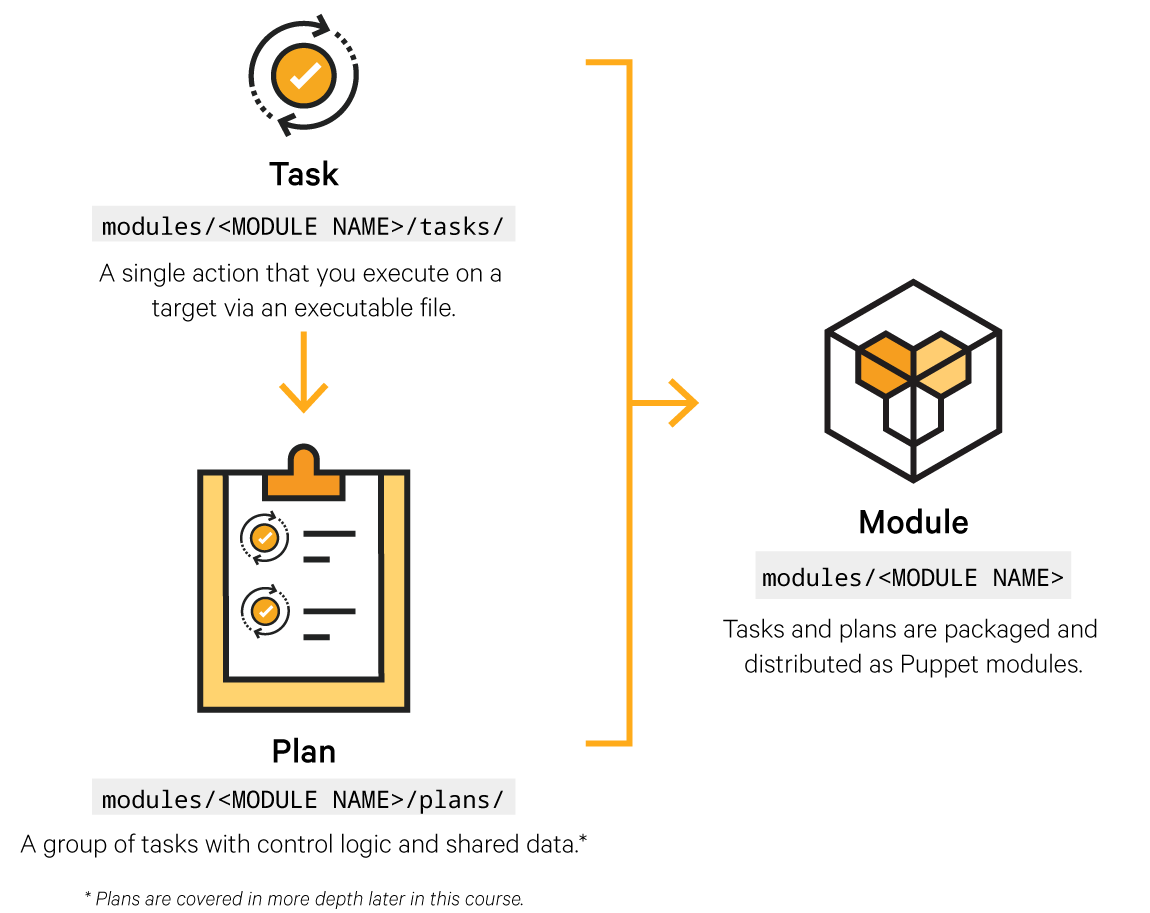 Task
modules/<MODULE NAME>/tasks/
A single action that you execute on a
target via an executable file.
Plan
modules/<MODULE NAME>/plans/
A group of tasks with control logic and shared data.*
* Plans are covered in more depth later in this course.
Module
modules/<MODULE NAME>
Tasks and plans are packaged and
distributed as Puppet modules.